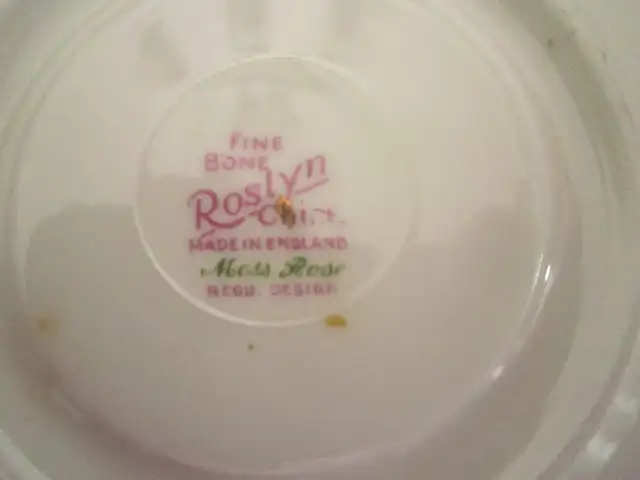 FINE
BONE
Roslyn
China
MADE IN ENGLAND
Moss Rose
REGD. DESIGN